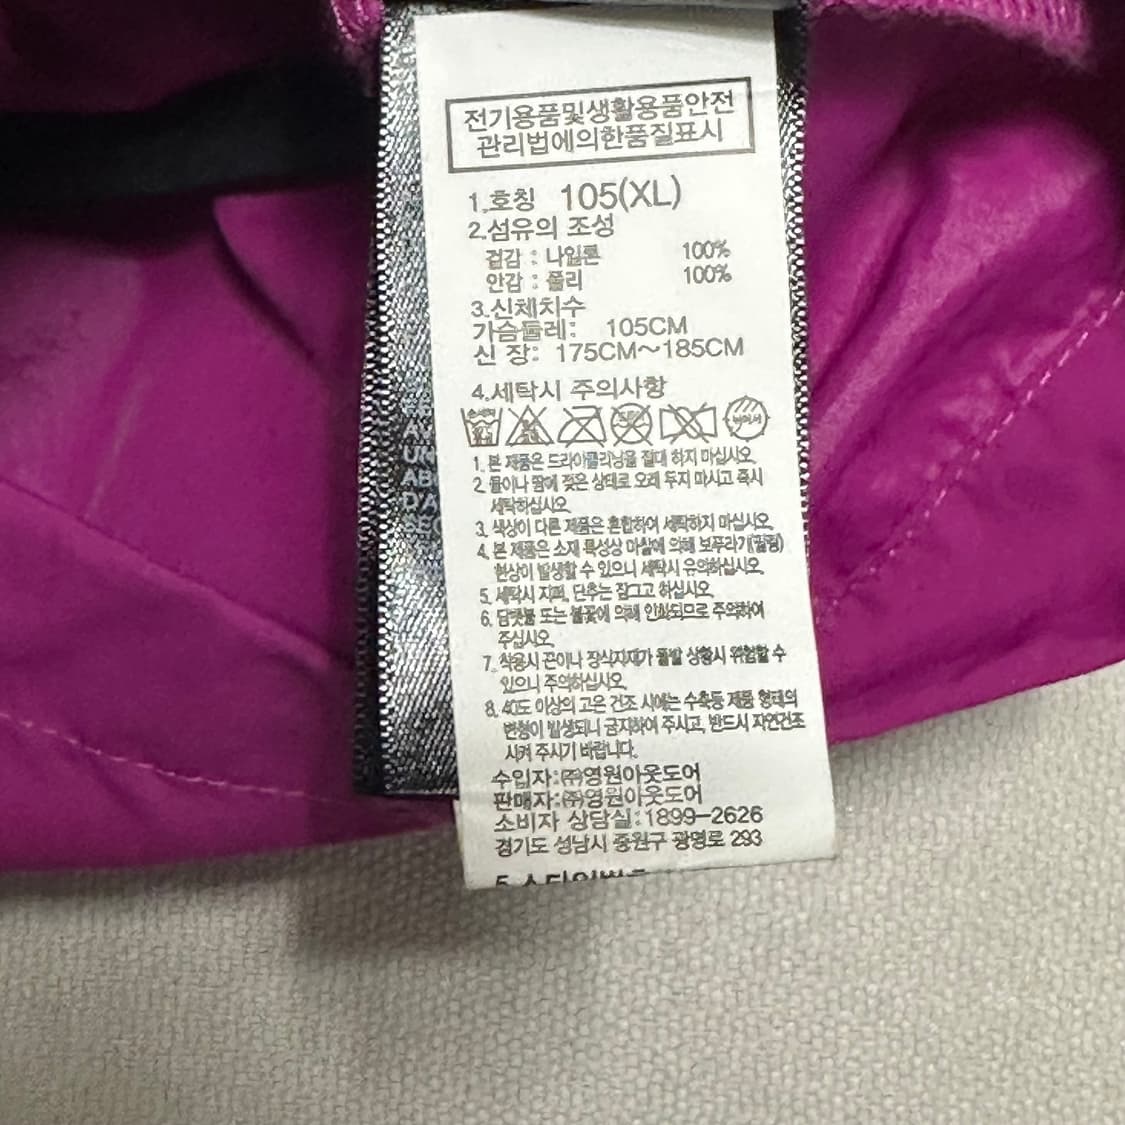 전기용품및생활용품안전
관리법에의한품질표시
1.호칭 105(XL)
2.섬유의 조성
겉감 : 나일론 100%
안감 : 폴리 100%
3.신체치수
가슴둘레: 105CM
신 장: 175CM~185CM
4.세탁시 주의사항
1. 본 제품은 드라이클리닝을 절대 하지 마십시오.
2. 물이나 땀에 젖은 상태로 오래 두지 마시고 즉시
세탁하십시오.
3. 색상이 다른 제품은 혼합하여 세탁하지 마십시오.
4. 본 제품은 소재 특성상 마찰에 의해 보푸라기(필링)
현상이 발생할 수 있으니 세탁시 유의하십시오.
5. 세탁시 지퍼, 단추는 잠그고 하십시오.
6. 담뱃불 또는 불꽃에 의해 인화되므로 주의하여
주십시오.
7. 착용시 끈이나 장식지재가 돌발 상황시 위험할 수
있으니 주의하십시오.
8. 40도 이상의 고온 건조 시에는 수축등 제품 형태의
변형이 발생되니 금지하여 주시고, 반드시 자연건조
시켜 주시기 바랍니다.
수입자:㈜영원아웃도어
판매자:㈜영원아웃도어
소비자 상담실:1899-2626
경기도 성남시 중원구 광명로 293
UN
AB
D/A
SEC